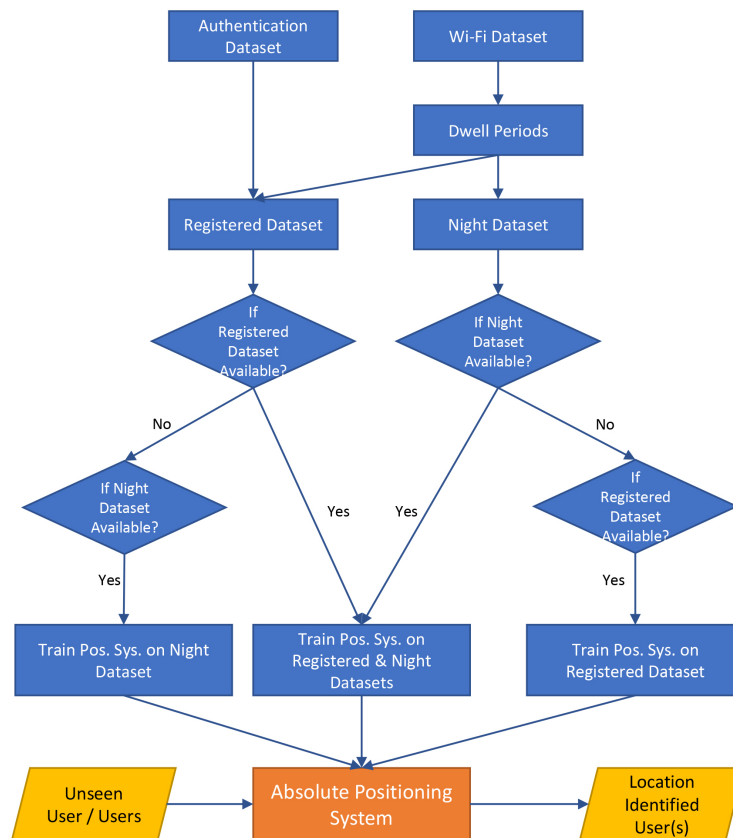 Authentication
Dataset
Wi-Fi Dataset
Dwell Periods
Registered Dataset
Night Dataset
If
Registered
Dataset
Available?
If Night
Dataset
Available?
No
No
If Night
Dataset
Available?
If
Registered
Dataset
Available?
Yes
Yes
Yes
Yes
Train Pos. Sys. on Night
Dataset
Train Pos. Sys. on
Registered & Night
Datasets
Train Pos. Sys. on
Registered Dataset
Unseen
User / Users
Absolute Positioning
System
Location
Identified
User(s)